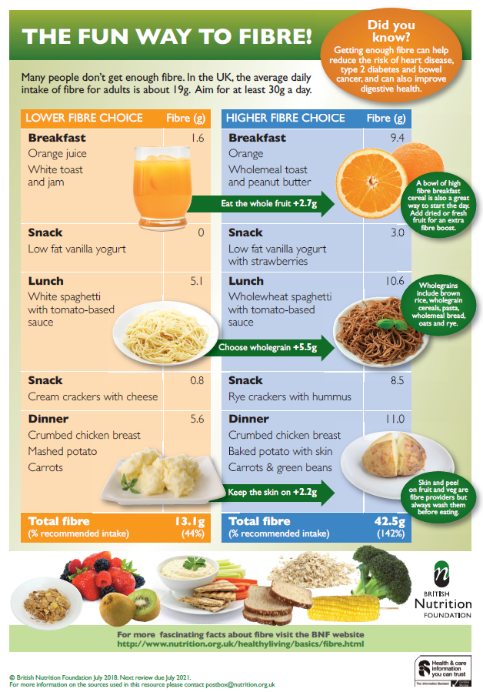 THE FUN WAY TO FIBRE!
Did you
know?
Getting enough fibre can help
reduce the risk of heart disease,
type 2 diabetes and bowel
cancer, and can also improve
digestive health.
Many people don't get enough fibre. In the UK, the average daily
intake of fibre for adults is about 19g. Aim for at least 30g a day.
LOWER FIBRE CHOICE Fibre (g)
Breakfast 1.6
Orange juice
White toast
and jam
Snack 0
Low fat vanilla yogurt
Lunch 5.1
White spaghetti
with tomato-based
sauce
Snack 0.8
Cream crackers with cheese
Dinner 5.6
Crumbed chicken breast
Mashed potato
Carrots
Total fibre 13.1g
(% recommended intake) (44%)
HIGHER FIBRE CHOICE Fibre (g)
Breakfast 9.4
Orange
Wholemeal toast
and peanut butter
Eat the whole fruit +2.7g
Snack 3.0
Low fat vanilla yogurt
with strawberries
Lunch 10.6
Wholewheat spaghetti
with tomato-based
sauce
Choose wholegrain +5.5g
Snack 8.5
Rye crackers with hummus
Dinner 11.0
Crumbed chicken breast
Baked potato with skin
Carrots & green beans
Keep the skin on +2.2g
Total fibre 42.5g
(% recommended intake) (142%)
A bowl of high
fibre breakfast
cereal is also a great
way to start the day.
Add dried or fresh
fruit for an extra
fibre boost.
Wholegrains
include brown
rice, wholegrain
cereals, pasta,
wholemeal bread,
oats and rye.
Skin and peel
on fruit and veg are
fibre providers but
always wash them
before eating.
n
BRITISH
Nutrition
FOUNDATION
For more fascinating facts about fibre visit the BNF website
http://www.nutrition.org.uk/healthyliving/basics/fibre.html
© British Nutrition Foundation July 2018. Next review due July 2021.
For more information on the sources used in this resource please contact postbox@nutrition.org.uk
Health & care
information
you can trust
The Information Standard